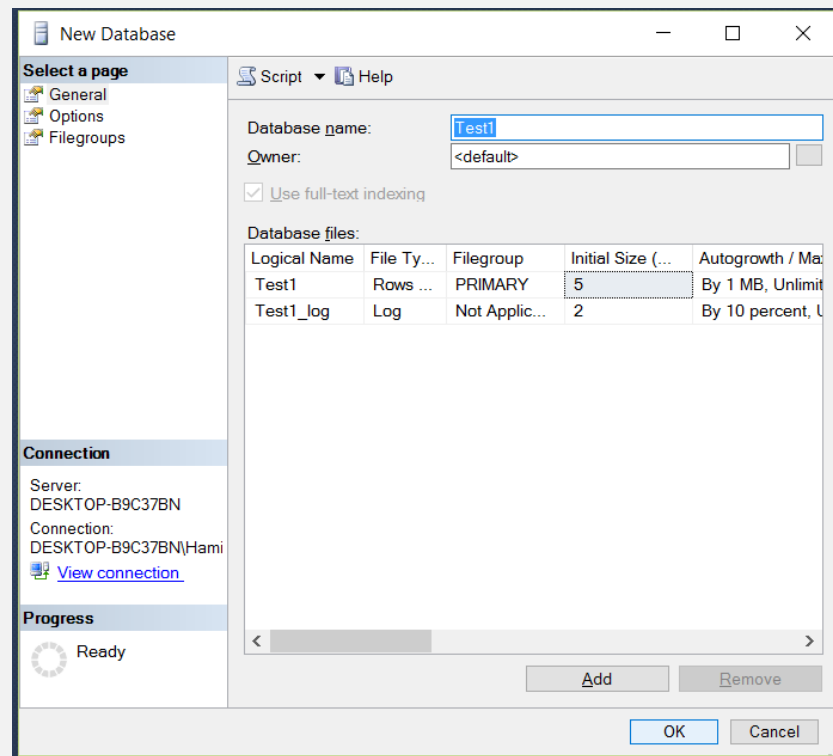 New Database
Select a page
General
Options
Filegroups
Script Help
Database name: Test1
Owner: <default>
Use full-text indexing
Database files:
Logical Name File Ty... Filegroup Initial Size (... Autogrowth / Ma
Test1 Rows ... PRIMARY 5 By 1 MB, Unlimit
Test1_log Log Not Applic... 2 By 10 percent, U
Connection
Server:
DESKTOP-B9C37BN
Connection:
DESKTOP-B9C37BN\Hami
View connection
Progress
Ready
Add Remove
OK Cancel